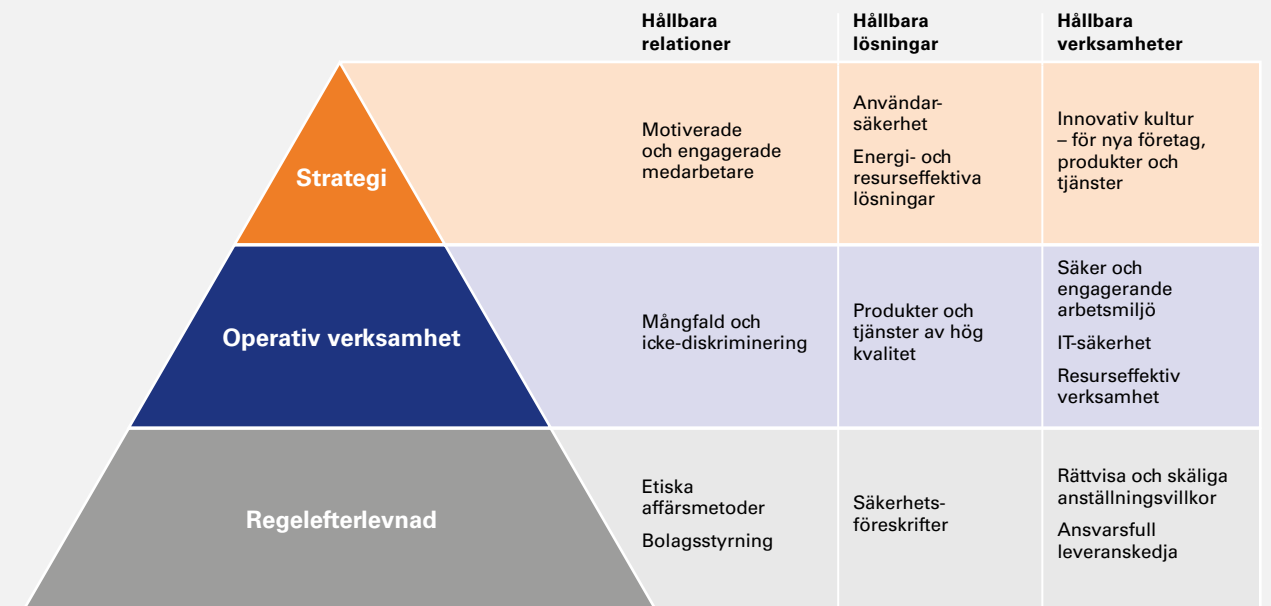 Hållbara
relationer
Hållbara
lösningar
Hållbara
verksamheter
Strategi
Motiverade
och engagerade
medarbetare
Användar-
säkerhet
Energi- och
resurseffektiva
lösningar
Innovativ kultur
– för nya företag,
produkter och
tjänster
Operativ verksamhet
Mångfald och
icke-diskriminering
Produkter och
tjänster av hög
kvalitet
Säker och
engagerande
arbetsmiljö
IT-säkerhet
Resurseffektiv
verksamhet
Regelefterlevnad
Etiska
affärsmetoder
Bolagsstyrning
Säkerhets-
föreskrifter
Rättvisa och skäliga
anställningsvillkor
Ansvarsfull
leveranskedja